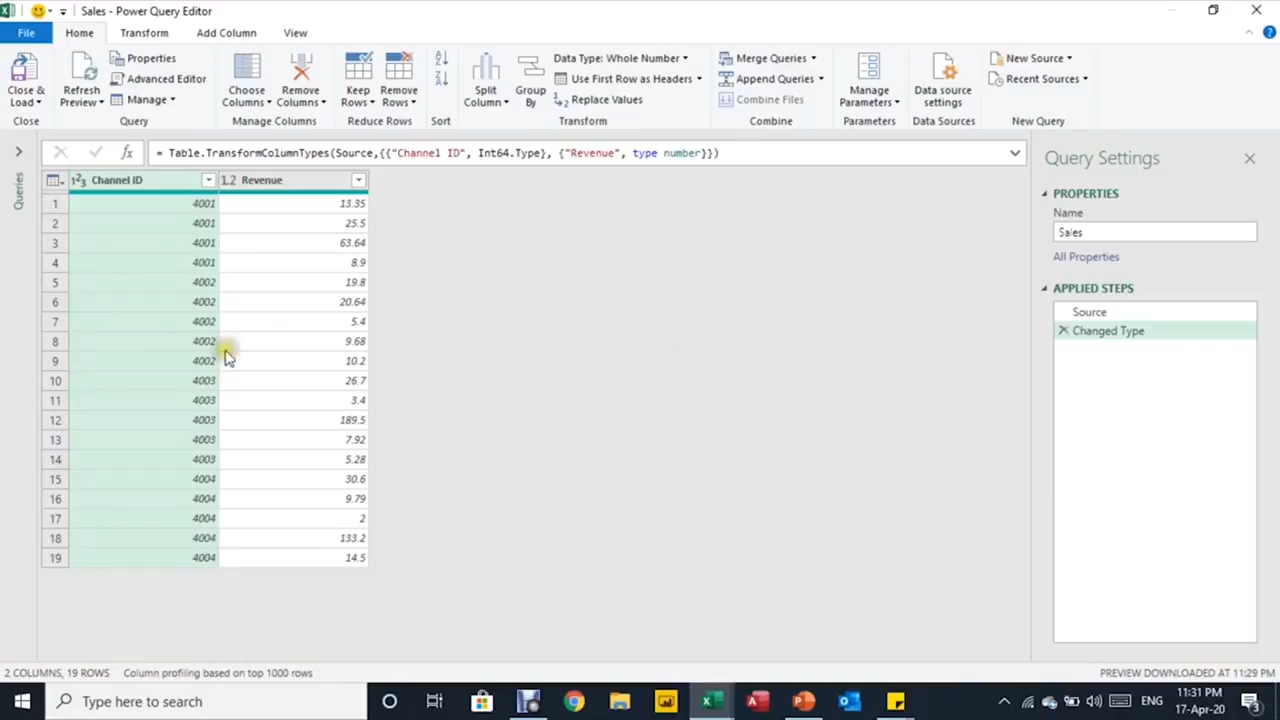 Sales - Power Query Editor
File Home Transform Add Column View
Close & Load
Close
Refresh Preview
Properties
Advanced Editor
Manage
Query
Choose Columns
Remove Columns
Manage Columns
Keep Rows
Remove Rows
Reduce Rows
Sort
Split Column
Group By
Data Type: Whole Number
Use First Row as Headers
Replace Values
Transform
Merge Queries
Append Queries
Combine Files
Combine
Manage Parameters
Parameters
Data source settings
Data Sources
New Source
Recent Sources
New Query
fx = Table.TransformColumnTypes(Source,{{"Channel ID", Int64.Type}, {"Revenue", type number}})
Queries
123 Channel ID 1.2 Revenue
1 4001 13.35
2 4001 25.5
3 4001 63.64
4 4001 8.9
5 4002 19.8
6 4002 20.64
7 4002 5.4
8 4002 9.68
9 4002 10.2
10 4003 26.7
11 4003 3.4
12 4003 189.5
13 4003 7.92
14 4003 5.28
15 4004 30.6
16 4004 9.79
17 4004 2
18 4004 133.2
19 4004 14.5
Query Settings
PROPERTIES
Name
Sales
All Properties
APPLIED STEPS
Source
Changed Type
2 COLUMNS, 19 ROWS Column profiling based on top 1000 rows
PREVIEW DOWNLOADED AT 11:29 PM
Type here to search
ENG
11:31 PM
17-Apr-20
3